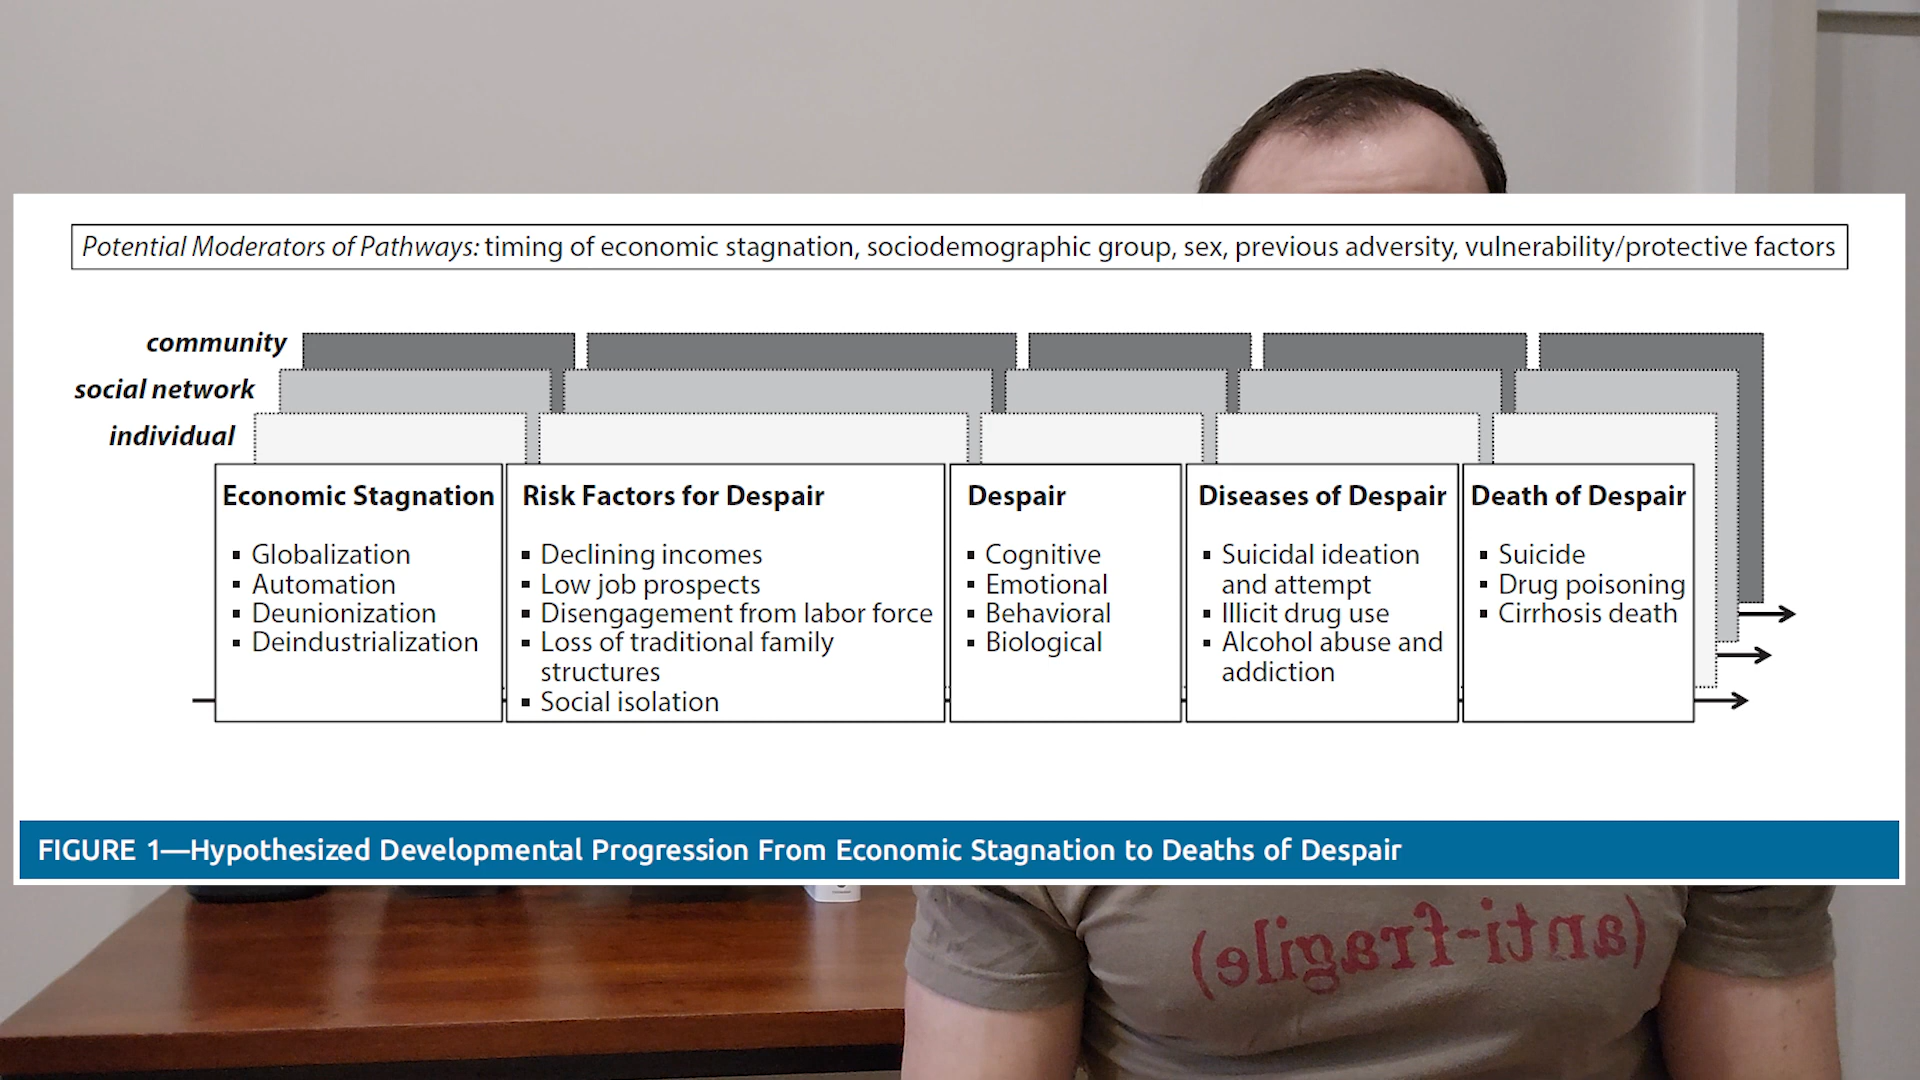 Potential Moderators of Pathways: timing of economic stagnation, sociodemographic group, sex, previous adversity, vulnerability/protective factors
community
social network
individual
Economic Stagnation
▪ Globalization
▪ Automation
▪ Deunionization
▪ Deindustrialization
Risk Factors for Despair
▪ Declining incomes
▪ Low job prospects
▪ Disengagement from labor force
▪ Loss of traditional family
structures
▪ Social isolation
Despair
▪ Cognitive
▪ Emotional
▪ Behavioral
▪ Biological
Diseases of Despair
▪ Suicidal ideation
and attempt
▪ Illicit drug use
▪ Alcohol abuse and
addiction
Death of Despair
▪ Suicide
▪ Drug poisoning
▪ Cirrhosis death
FIGURE 1—Hypothesized Developmental Progression From Economic Stagnation to Deaths of Despair
(anti-fragile)